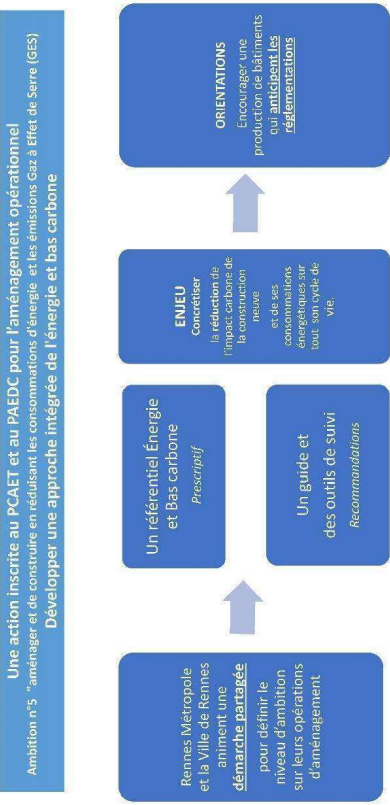 Une action inscrite au PCAET et au PAEDC pour l'aménagement opérationnel
Ambition n°5 "aménager et de construire en réduisant les consommations d'énergie et les émissions Gaz à Effet de Serre (GES)
Développer une approche intégrée de l'énergie et bas carbone
Rennes Métropole
et la Ville de Rennes
animent une
démarche partagée
pour définir le
niveau d'ambition
sur leurs opérations
d'aménagement
Un référentiel Énergie
et Bas carbone
Prescriptif
Un guide et
des outils de suivi
Recommandations
ENJEU
Concrétiser
la réduction de
l'impact carbone de
la construction
neuve
et de ses
consommations
énergétiques sur
tout son cycle de
vie.
ORIENTATIONS
Encourager une
production de bâtiments
qui anticipent les
réglementations